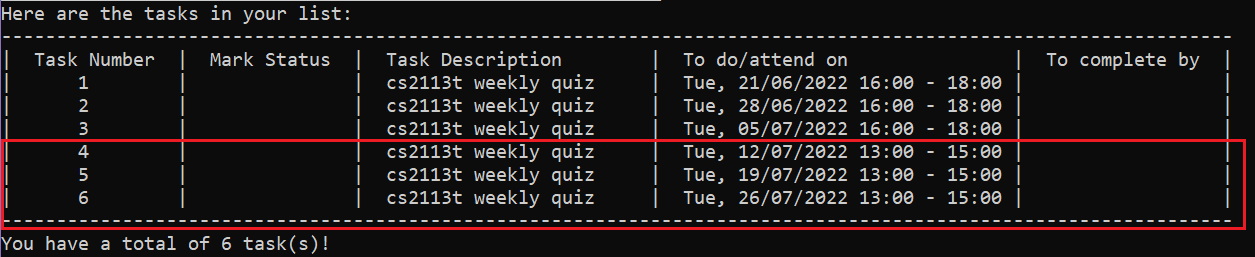 Here are the tasks in your list:
--------------------------------------------------------------------------------------------------------------------------
|  Task Number  |  Mark Status  |  Task Description        |  To do/attend on               |  To complete by  |
|      1        |               |  cs2113t weekly quiz     |  Tue, 21/06/2022 16:00 - 18:00 |                  |
|      2        |               |  cs2113t weekly quiz     |  Tue, 28/06/2022 16:00 - 18:00 |                  |
|      3        |               |  cs2113t weekly quiz     |  Tue, 05/07/2022 16:00 - 18:00 |                  |
|      4        |               |  cs2113t weekly quiz     |  Tue, 12/07/2022 13:00 - 15:00 |                  |
|      5        |               |  cs2113t weekly quiz     |  Tue, 19/07/2022 13:00 - 15:00 |                  |
|      6        |               |  cs2113t weekly quiz     |  Tue, 26/07/2022 13:00 - 15:00 |                  |
--------------------------------------------------------------------------------------------------------------------------
You have a total of 6 task(s)!